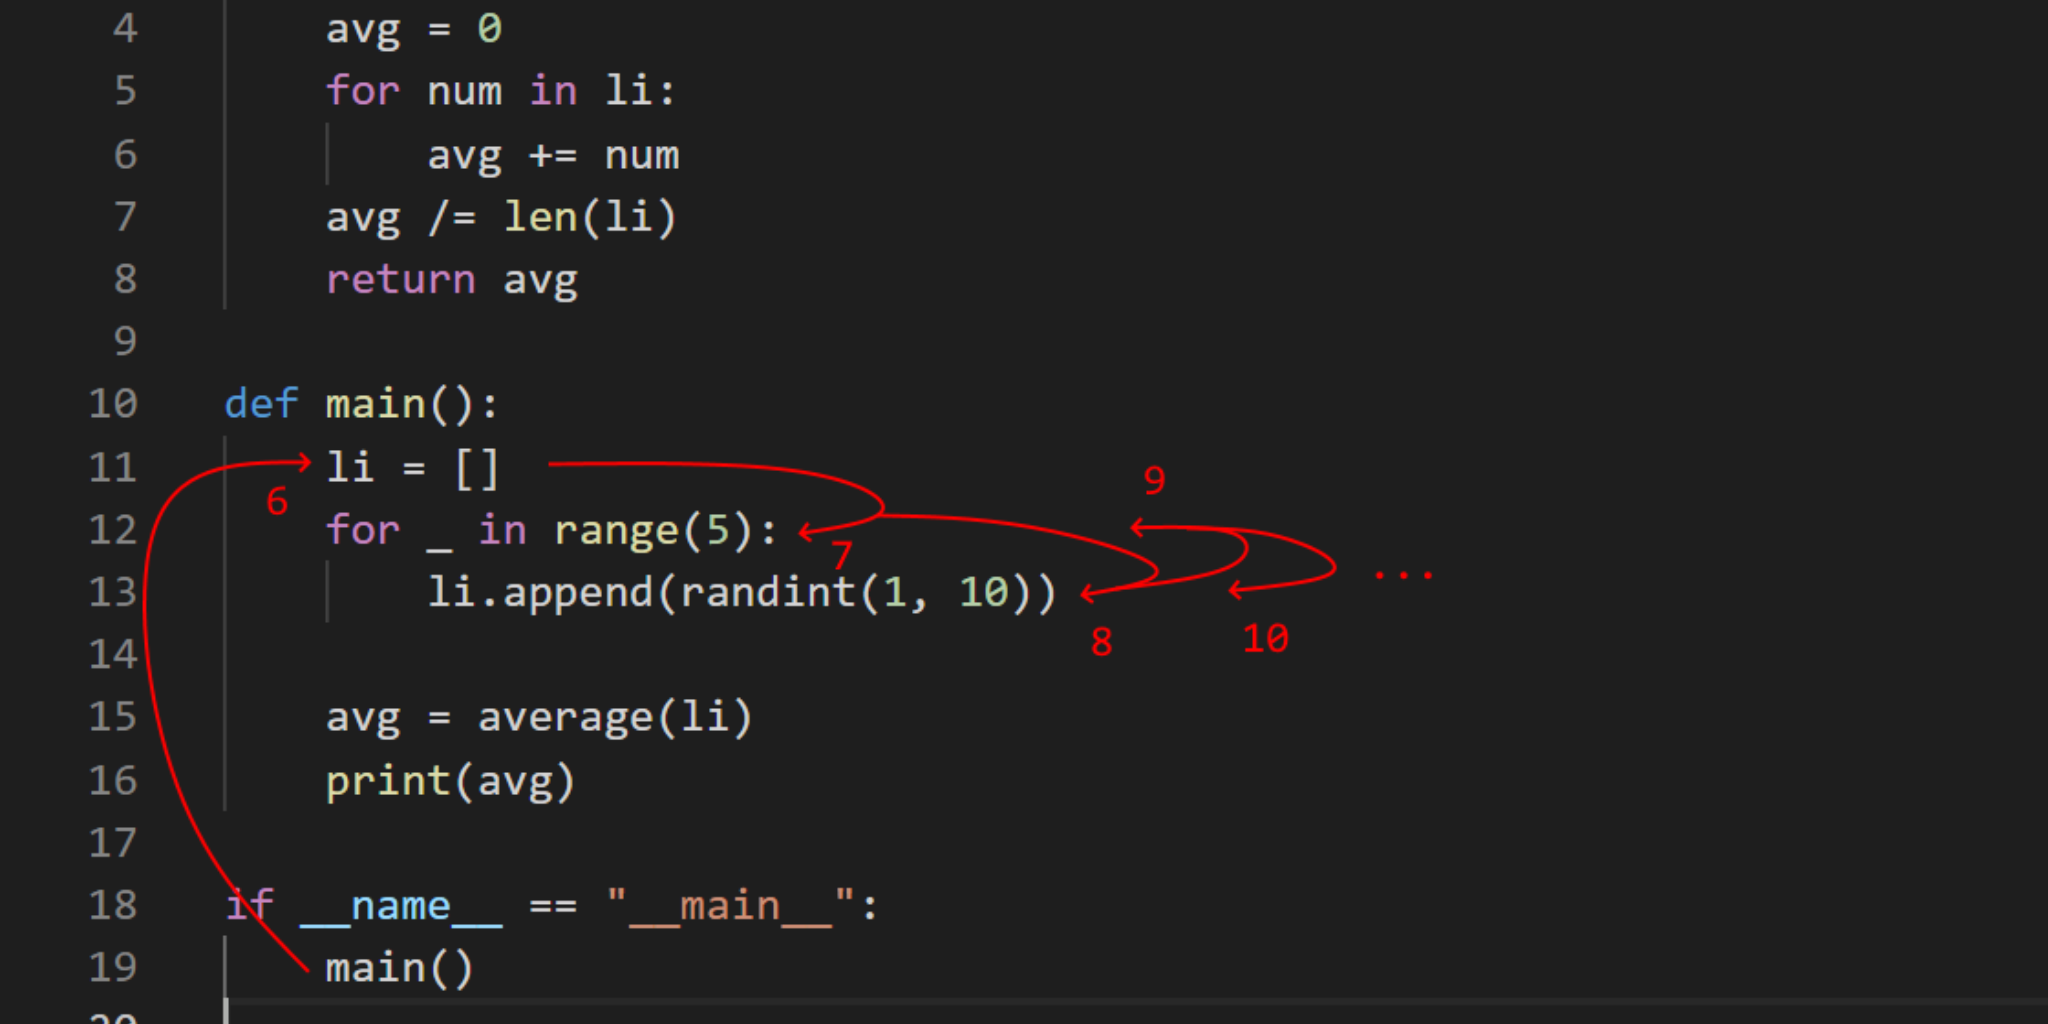 4 avg = 0
5 for num in li:
6 avg += num
7 avg /= len(li)
8 return avg
9
10 def main():
11 li = []
6 9
12 for _ in range(5):
7 ...
13 li.append(randint(1, 10))
8 10
14
15 avg = average(li)
16 print(avg)
17
18 if __name__ == "__main__":
19 main()
20